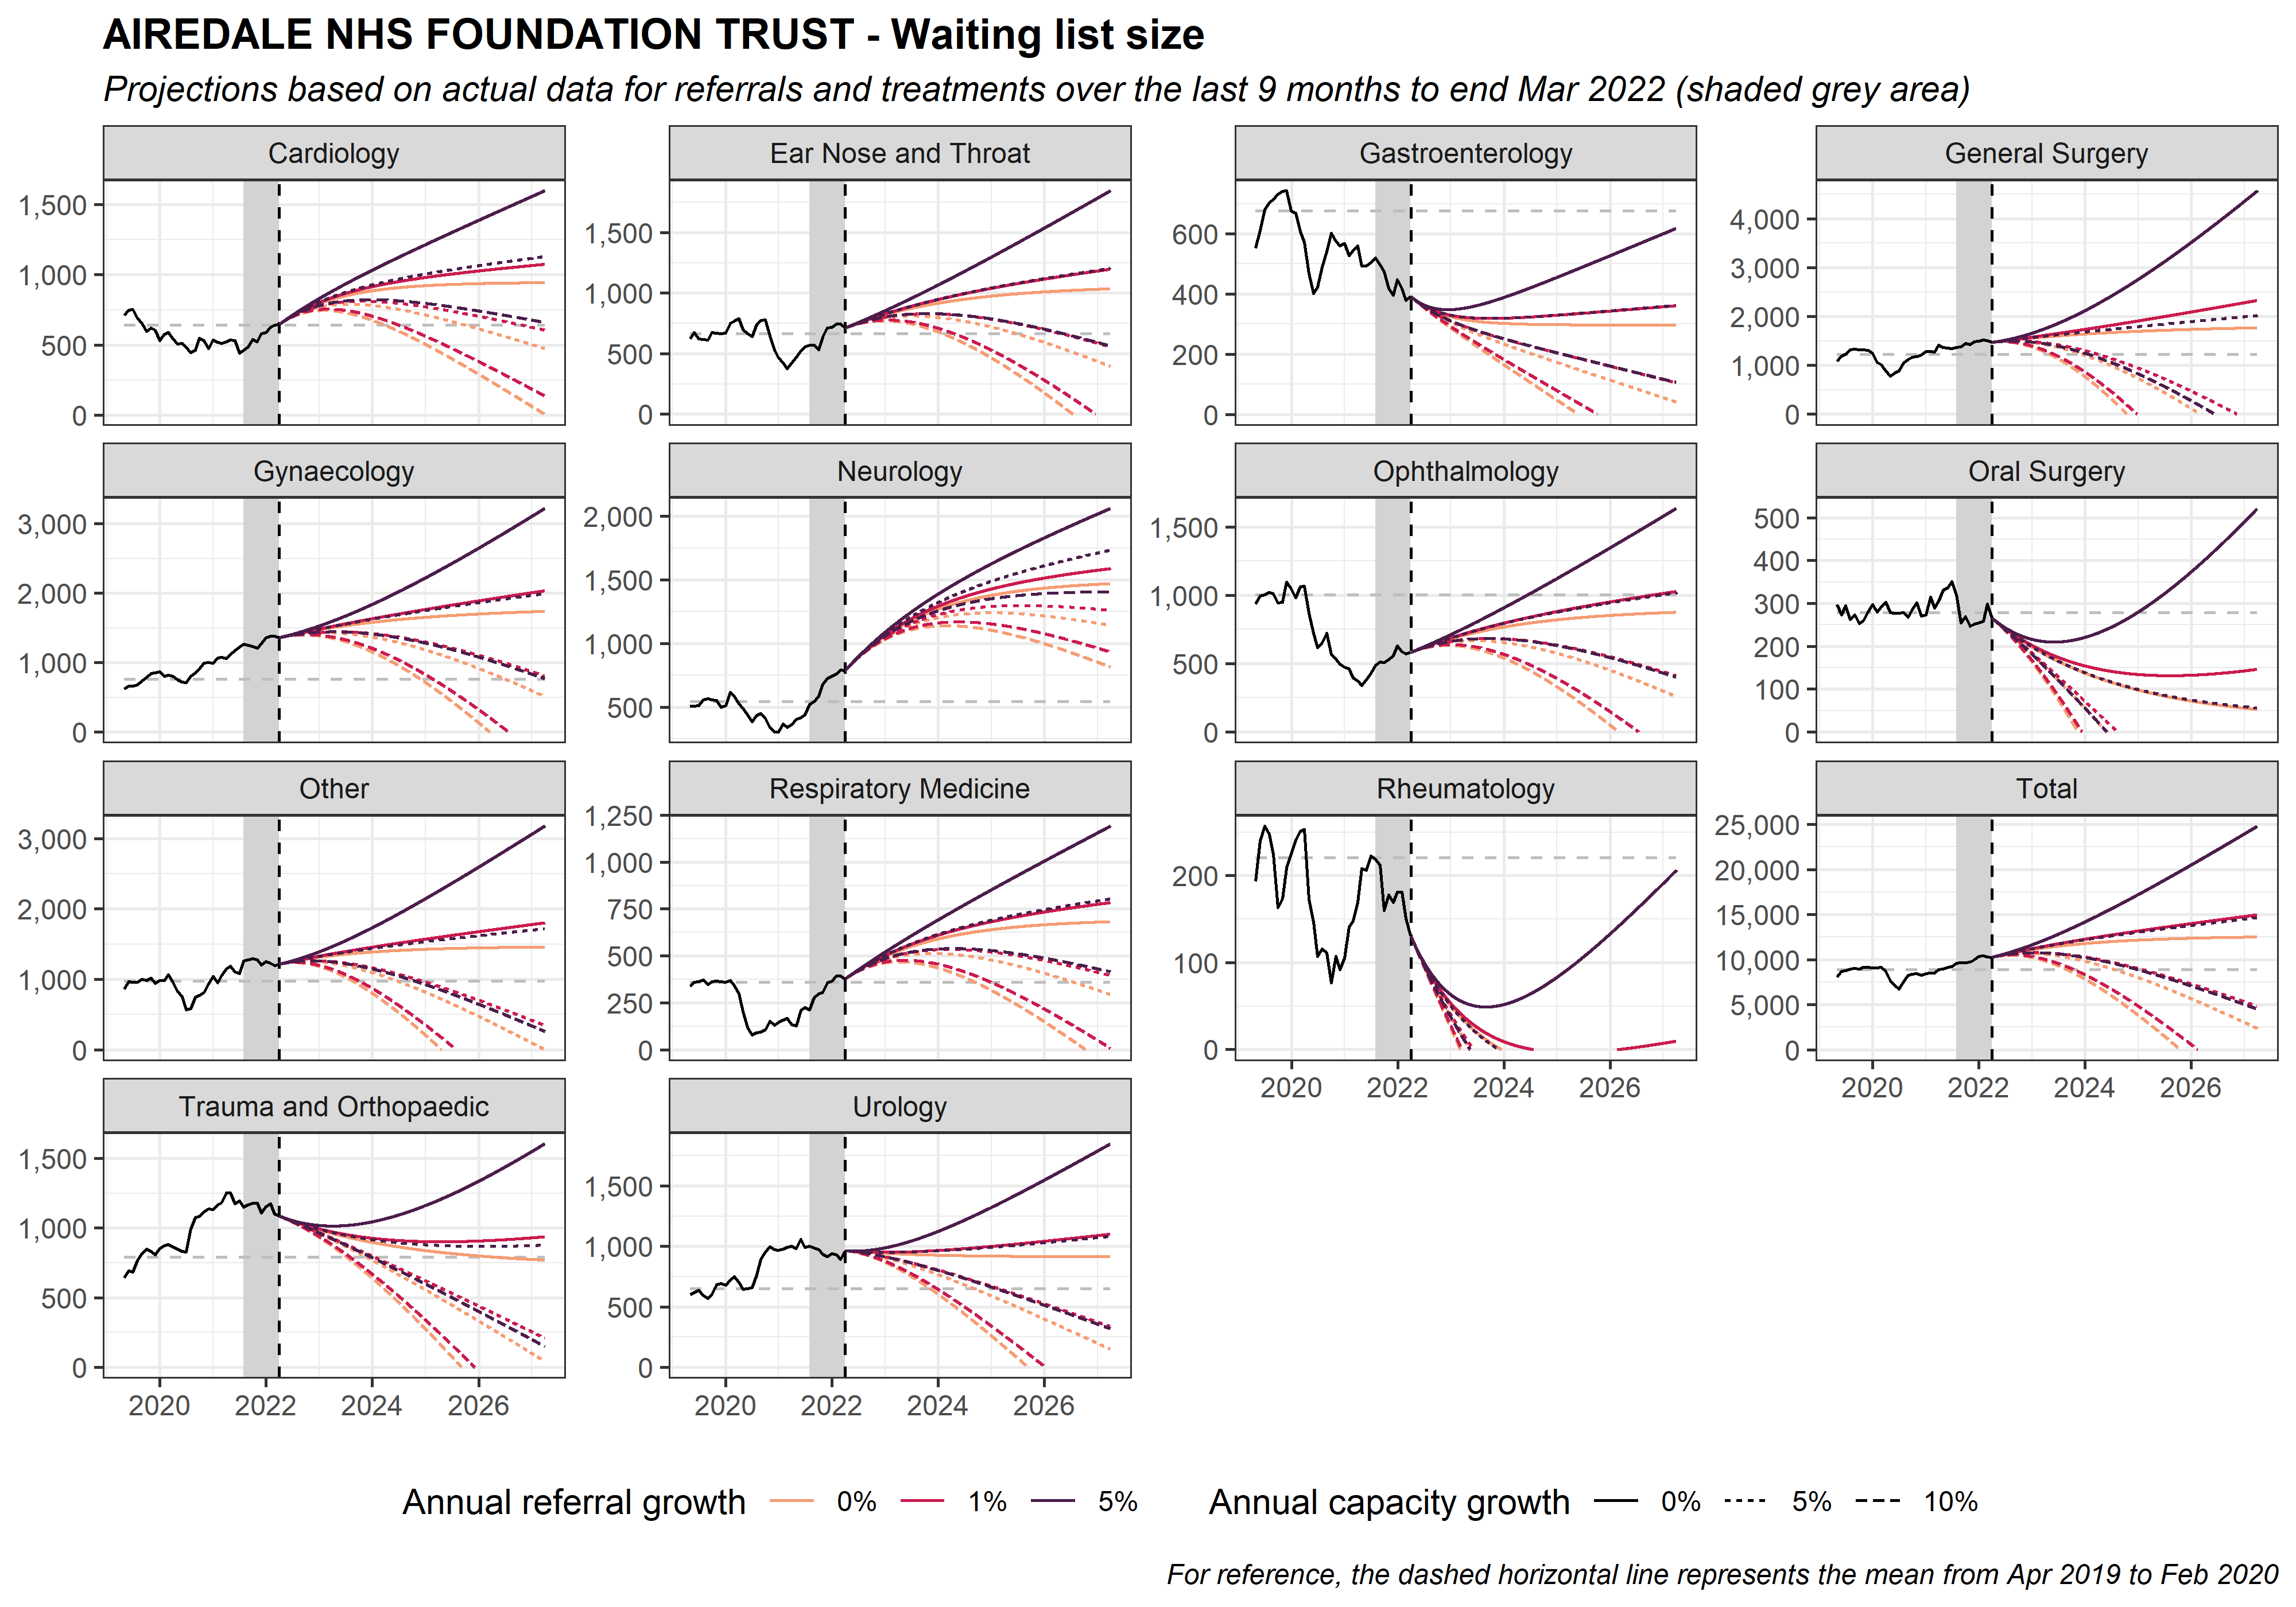 AIREDALE NHS FOUNDATION TRUST - Waiting list size
Projections based on actual data for referrals and treatments over the last 9 months to end Mar 2022 (shaded grey area)
Cardiology
1,500
1,000
500
0
Ear Nose and Throat
1,500
1,000
500
0
Gastroenterology
600
400
200
0
General Surgery
4,000
3,000
2,000
1,000
0
Gynaecology
3,000
2,000
1,000
0
Neurology
2,000
1,500
1,000
500
Ophthalmology
1,500
1,000
500
0
Oral Surgery
500
400
300
200
100
0
Other
3,000
2,000
1,000
0
Respiratory Medicine
1,250
1,000
750
500
250
0
Rheumatology
200
100
0
2020 2022 2024 2026
Total
25,000
20,000
15,000
10,000
5,000
0
2020 2022 2024 2026
Trauma and Orthopaedic
1,500
1,000
500
0
2020 2022 2024 2026
Urology
1,500
1,000
500
0
2020 2022 2024 2026
Annual referral growth 0% 1% 5%
Annual capacity growth 0% 5% 10%
For reference, the dashed horizontal line represents the mean from Apr 2019 to Feb 2020